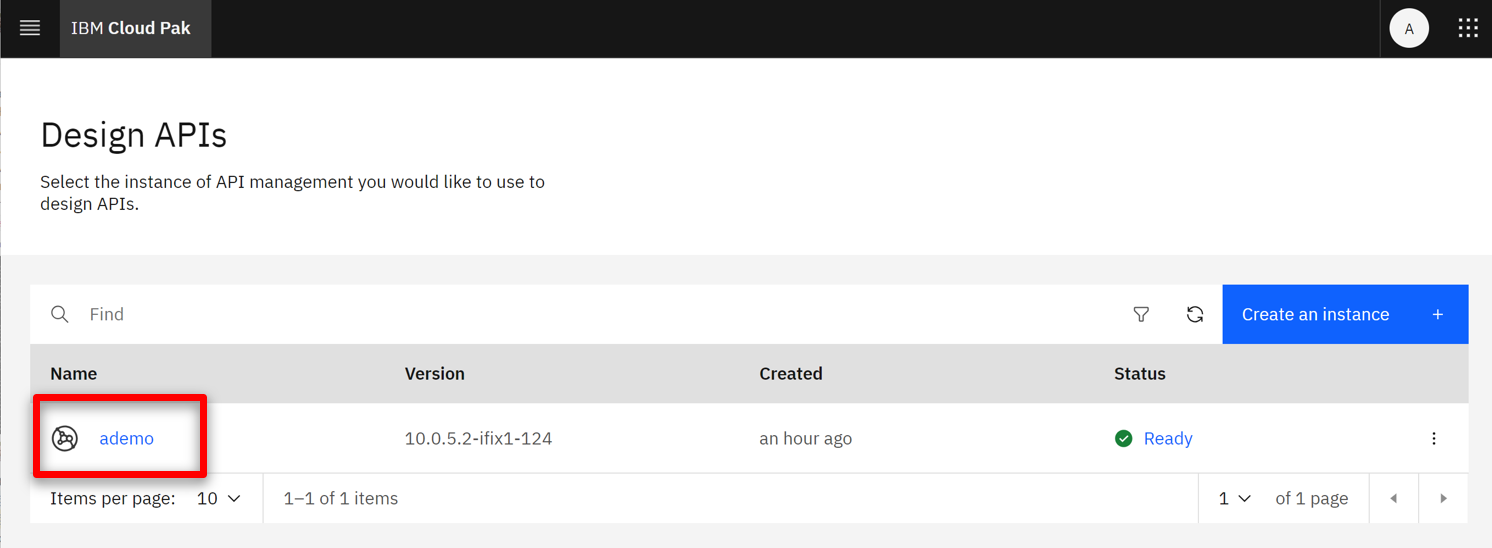 IBM Cloud Pak
A
Design APIs
Select the instance of API management you would like to use to
design APIs.
Find
Create an instance +
Name Version Created Status
ademo 10.0.5.2-ifix1-124 an hour ago Ready
Items per page: 10 1–1 of 1 items 1 of 1 page